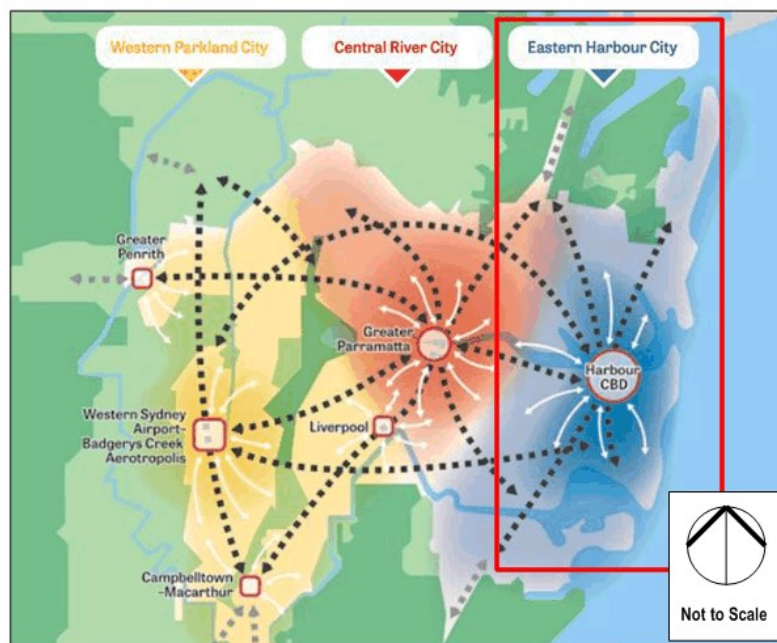 Western Parkland City
Central River City
Eastern Harbour City
Greater
Penrith
Greater
Parramatta
Harbour
CBD
Western Sydney
Airport-
Badgerys Creek
Aerotropolis
Liverpool
Campbelltown
-Macarthur
Not to Scale